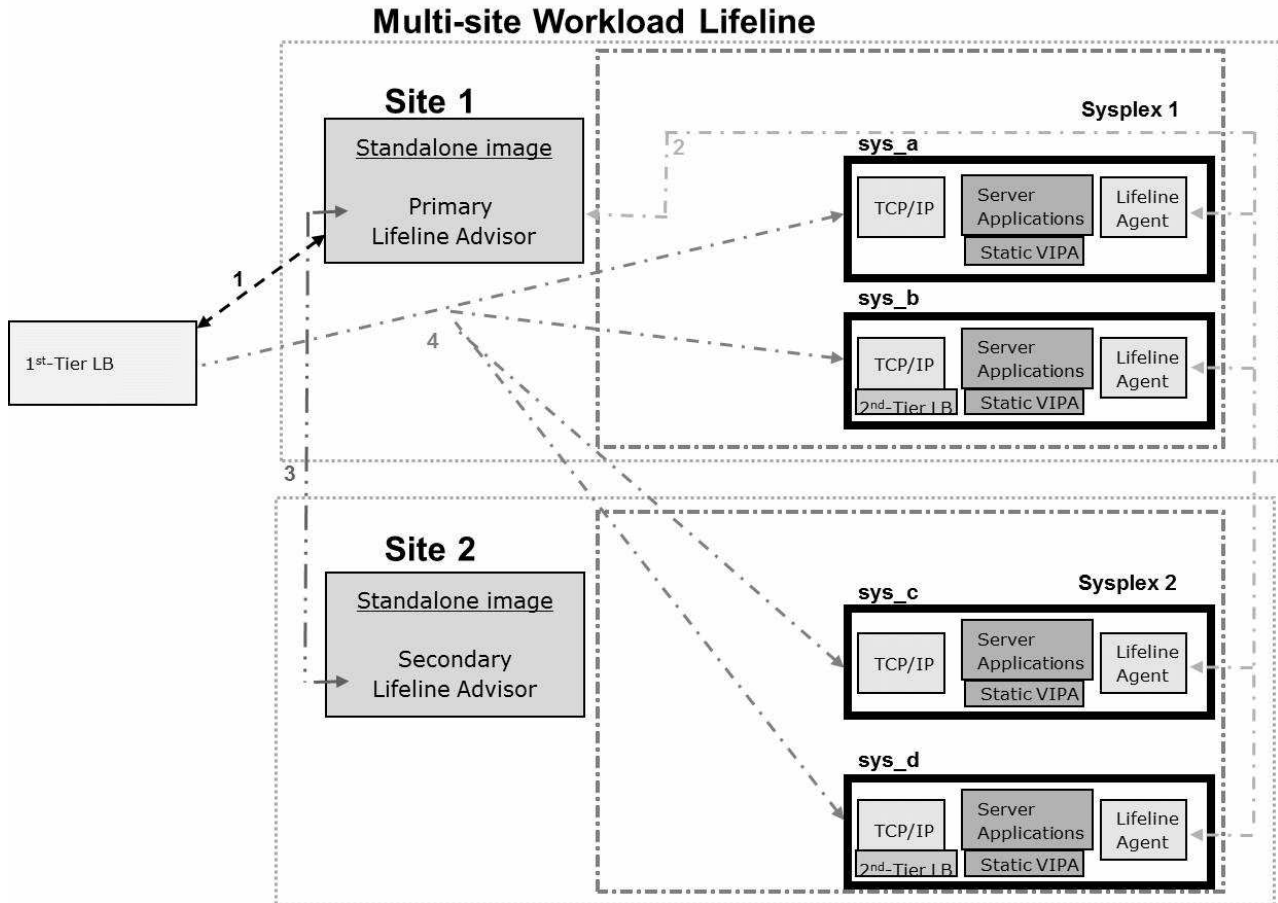 Multi-site Workload Lifeline
Site 1
Standalone image
Primary
Lifeline Advisor
Sysplex 1
2
sys_a
TCP/IP
Server
Applications
Static VIPA
Lifeline
Agent
1
sys_b
TCP/IP
2nd-Tier LB
Server
Applications
Static VIPA
Lifeline
Agent
1st-Tier LB
4
3
Site 2
Standalone image
Secondary
Lifeline Advisor
Sysplex 2
sys_c
TCP/IP
Server
Applications
Static VIPA
Lifeline
Agent
sys_d
TCP/IP
2nd-Tier LB
Server
Applications
Static VIPA
Lifeline
Agent